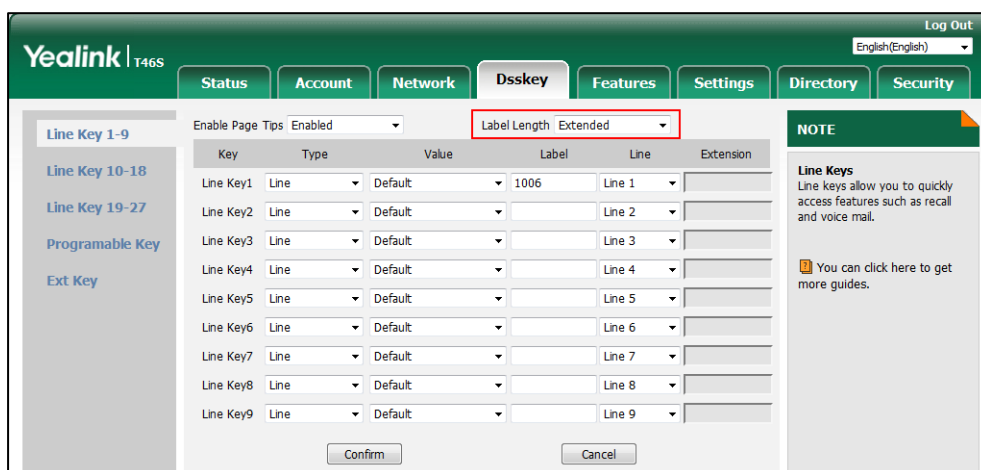 Log Out
Yealink T46S
English(English)
Status Account Network Dsskey Features Settings Directory Security
Line Key 1-9
Line Key 10-18
Line Key 19-27
Programable Key
Ext Key
Enable Page Tips Enabled Label Length Extended
Key Type Value Label Line Extension
Line Key1 Line Default 1006 Line 1
Line Key2 Line Default Line 2
Line Key3 Line Default Line 3
Line Key4 Line Default Line 4
Line Key5 Line Default Line 5
Line Key6 Line Default Line 6
Line Key7 Line Default Line 7
Line Key8 Line Default Line 8
Line Key9 Line Default Line 9
Confirm Cancel
NOTE
Line Keys
Line keys allow you to quickly
access features such as recall
and voice mail.
You can click here to get
more guides.